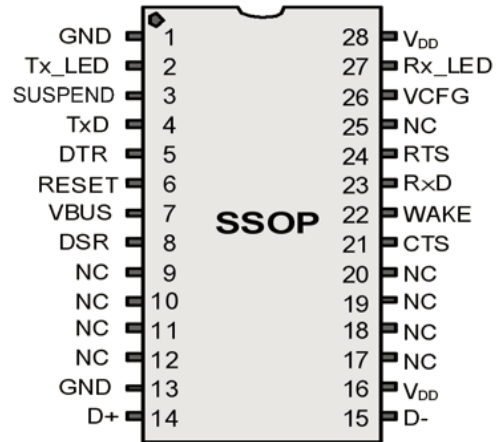 GND 1 28 VDD
Tx_LED 2 27 Rx_LED
SUSPEND 3 26 VCFG
TxD 4 25 NC
DTR 5 24 RTS
RESET 6 23 RxD
VBUS 7 22 WAKE
SSOP
DSR 8 21 CTS
NC 9 20 NC
NC 10 19 NC
NC 11 18 NC
NC 12 17 NC
GND 13 16 VDD
D+ 14 15 D-